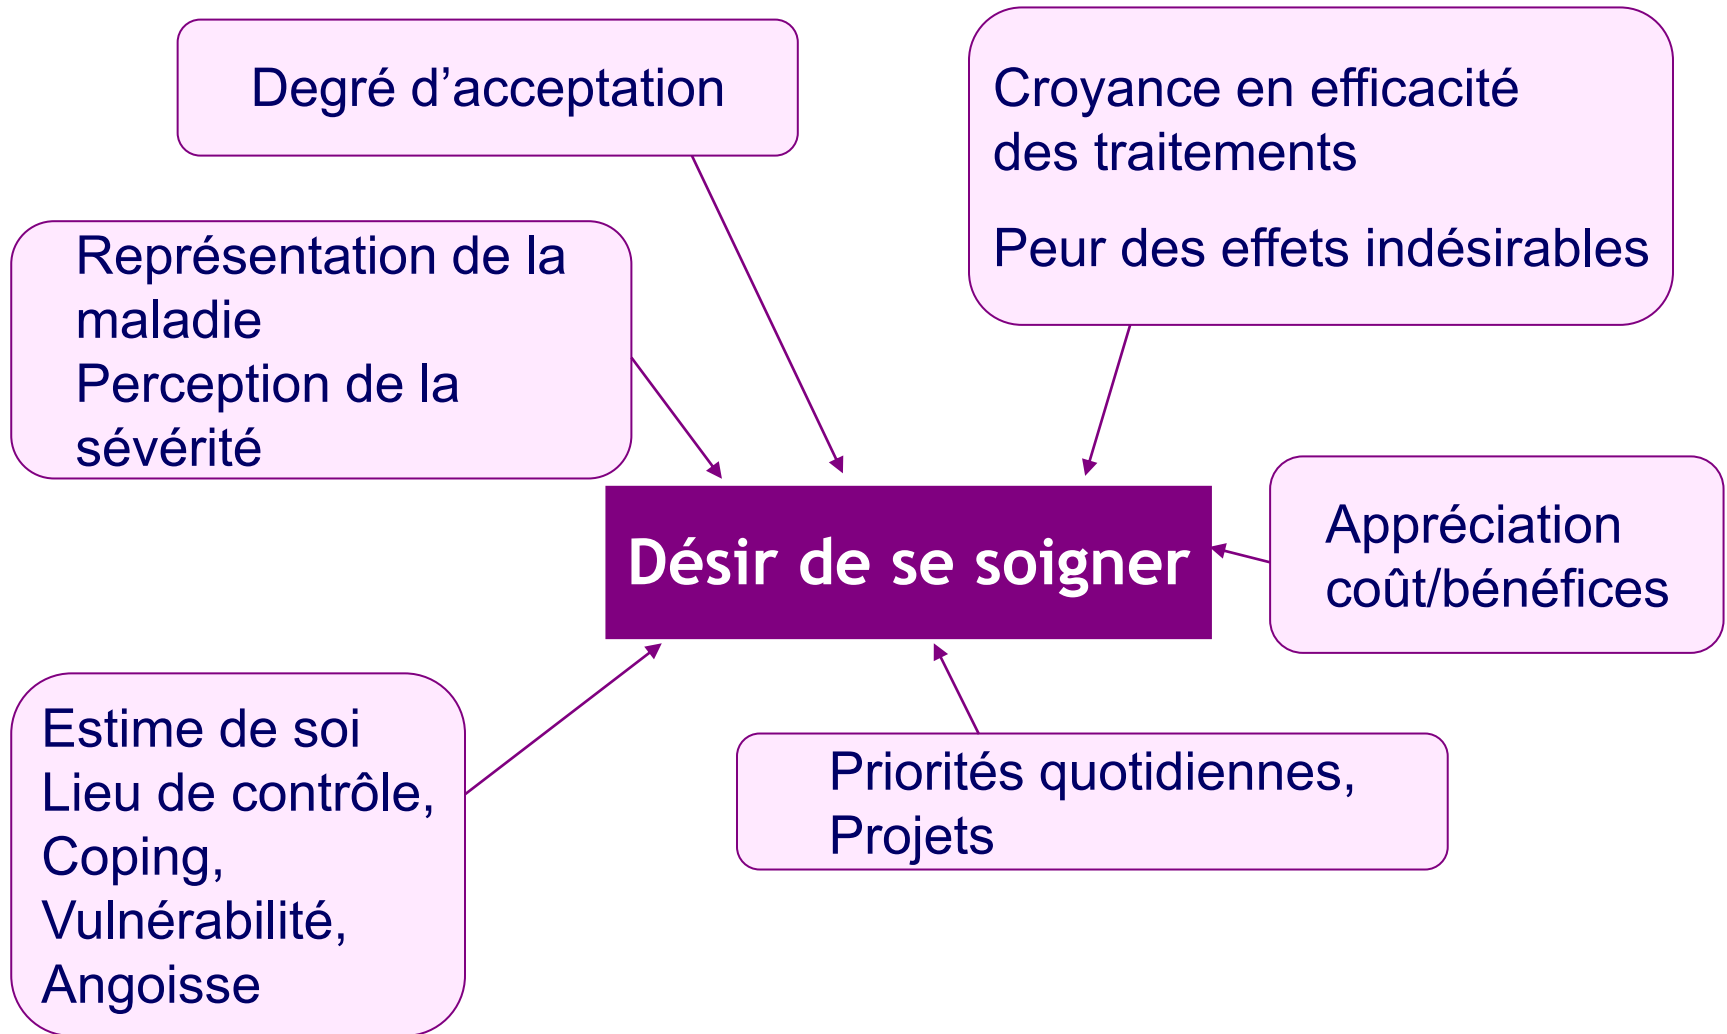 Degré d’acceptation
Croyance en efficacité
des traitements
Peur des effets indésirables
Représentation de la
maladie
Perception de la
sévérité
Désir de se soigner
Appréciation
coût/bénéfices
Estime de soi
Lieu de contrôle,
Coping,
Vulnérabilité,
Angoisse
Priorités quotidiennes,
Projets